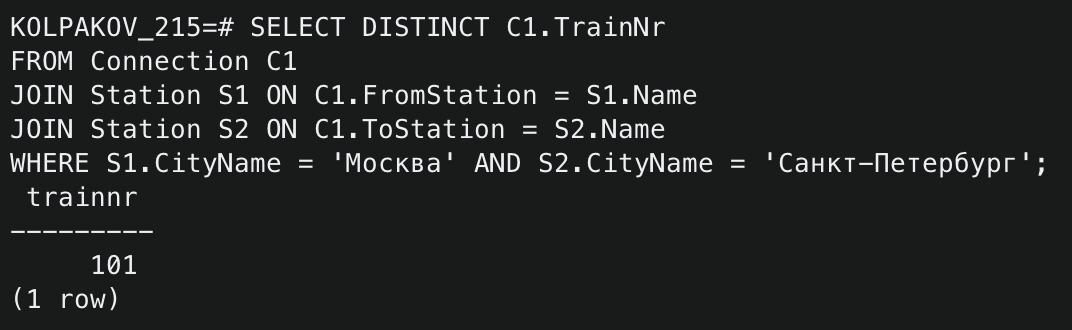 KOLPAKOV_215=# SELECT DISTINCT C1.TrainNr
FROM Connection C1
JOIN Station S1 ON C1.FromStation = S1.Name
JOIN Station S2 ON C1.ToStation = S2.Name
WHERE S1.CityName = 'Москва' AND S2.CityName = 'Санкт-Петербург';
 trainnr
---------
     101
(1 row)